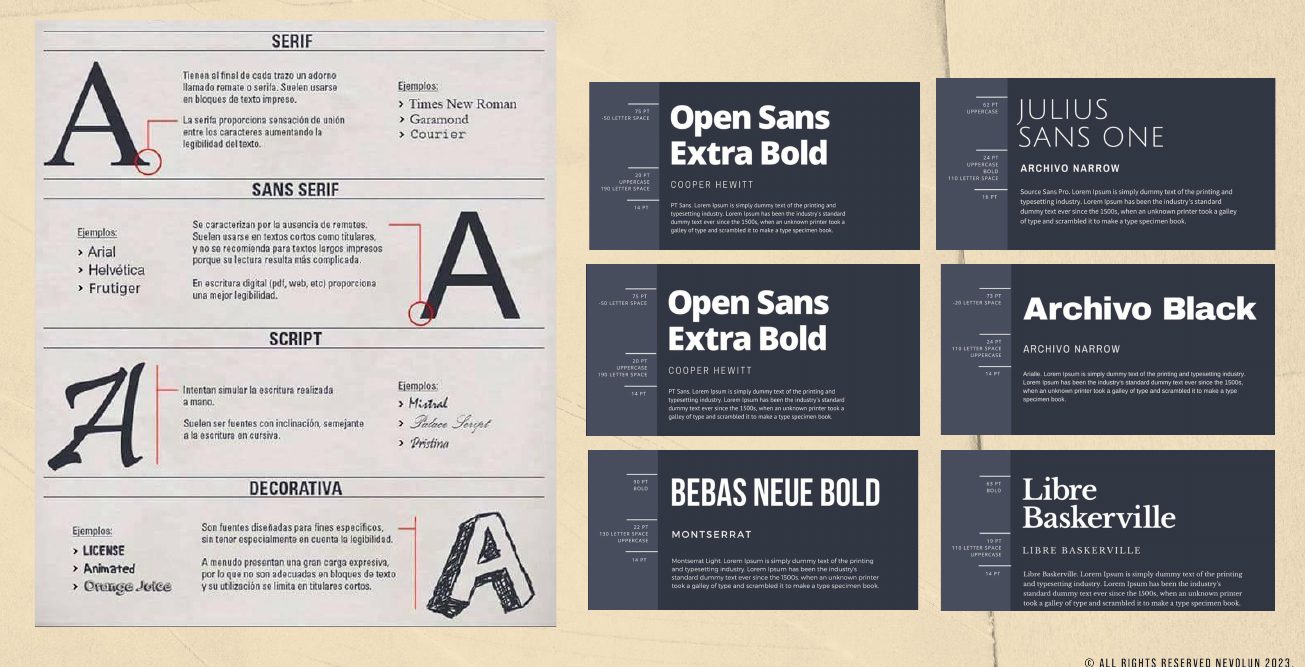 SERIF
A
Tienen al final de cada trazo un adorno
llamado remate o serifa. Suelen usarse
en bloques de texto impreso.
La serifa proporciona sensación de unión
entre los caracteres aumentando la
legibilidad del texto.
Ejemplos:
> Times New Roman
> Garamond
> Courier
SANS SERIF
Ejemplos:
> Arial
> Helvética
> Frutiger
Se caracterizan por la ausencia de remates.
Suelen usarse en textos cortos como titulares,
y no se recomienda para textos largos impresos
porque su lectura resulta más complicada.
En escritura digital (pdf, web, etc) proporciona
una mejor legibilidad.
A
SCRIPT
A
Intentan simular la escritura realizada
a mano.
Suelen ser fuentes con inclinación, semejante
a la escritura en cursiva.
Ejemplos:
> Mistral
> Palace Script
> Pristina
DECORATIVA
Ejemplos:
> LICENSE
> Animated
> Orange Joice
Son fuentes diseñadas para fines específicos,
sin tener especialmente en cuenta la legibilidad.
A menudo presentan una gran carga expresiva,
por lo que no son adecuadas en bloques de texto
y su utilización se limita en titulares cortos.
A
75 PT
-50 LETTER SPACE
20 PT
UPPERCASE
190 LETTER SPACE
14 PT
Open Sans
Extra Bold
COOPER HEWITT
PT Sans. Lorem Ipsum is simply dummy text of the printing and
typesetting industry. Lorem Ipsum has been the industry's standard
dummy text ever since the 1500s, when an unknown printer took a
galley of type and scrambled it to make a type specimen book.
62 PT
UPPERCASE
24 PT
UPPERCASE
BOLD
110 LETTER SPACE
16 PT
JULIUS
SANS ONE
ARCHIVO NARROW
Source Sans Pro. Lorem Ipsum is simply dummy text of the printing and
typesetting industry. Lorem Ipsum has been the industry's standard
dummy text ever since the 1500s, when an unknown printer took a galley
of type and scrambled it to make a type specimen book.
75 PT
-50 LETTER SPACE
20 PT
UPPERCASE
190 LETTER SPACE
14 PT
Open Sans
Extra Bold
COOPER HEWITT
PT Sans. Lorem Ipsum is simply dummy text of the printing and
typesetting industry. Lorem Ipsum has been the industry's standard
dummy text ever since the 1500s, when an unknown printer took a
galley of type and scrambled it to make a type specimen book.
73 PT
-20 LETTER SPACE
24 PT
110 LETTER SPACE
UPPERCASE
14 PT
Archivo Black
ARCHIVO NARROW
Arialle. Lorem Ipsum is simply dummy text of the printing and typesetting industry.
Lorem Ipsum has been the industry's standard dummy text ever since the 1500s,
when an unknown printer took a galley of type and scrambled it to make a type
specimen book.
90 PT
BOLD
22 PT
130 LETTER SPACE
UPPERCASE
14 PT
BEBAS NEUE BOLD
MONTSERRAT
Montserrat Light. Lorem Ipsum is simply dummy text of the printing
and typesetting industry. Lorem Ipsum has been the industry's
standard dummy text ever since the 1500s, when an unknown printer
took a galley of type and scrambled it to make a type specimen book.
63 PT
BOLD
19 PT
110 LETTER SPACE
UPPERCASE
14 PT
Libre
Baskerville
LIBRE BASKERVILLE
Libre Baskerville. Lorem Ipsum is simply dummy text of the printing
and typesetting industry. Lorem Ipsum has been the industry's
standard dummy text ever since the 1500s, when an unknown printer
took a galley of type and scrambled it to make a type specimen book.
© ALL RIGHTS RESERVED NEVOLUN 2023.